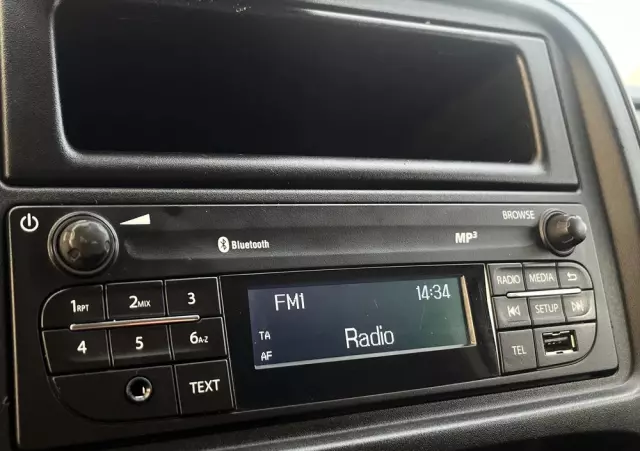 BROWSE
Bluetooth
MP3
1RPT 2MIX 3
4 5 6A-Z
TEXT
FM1 14:34
TA
Radio
AF
RADIO MEDIA
SETUP
TEL